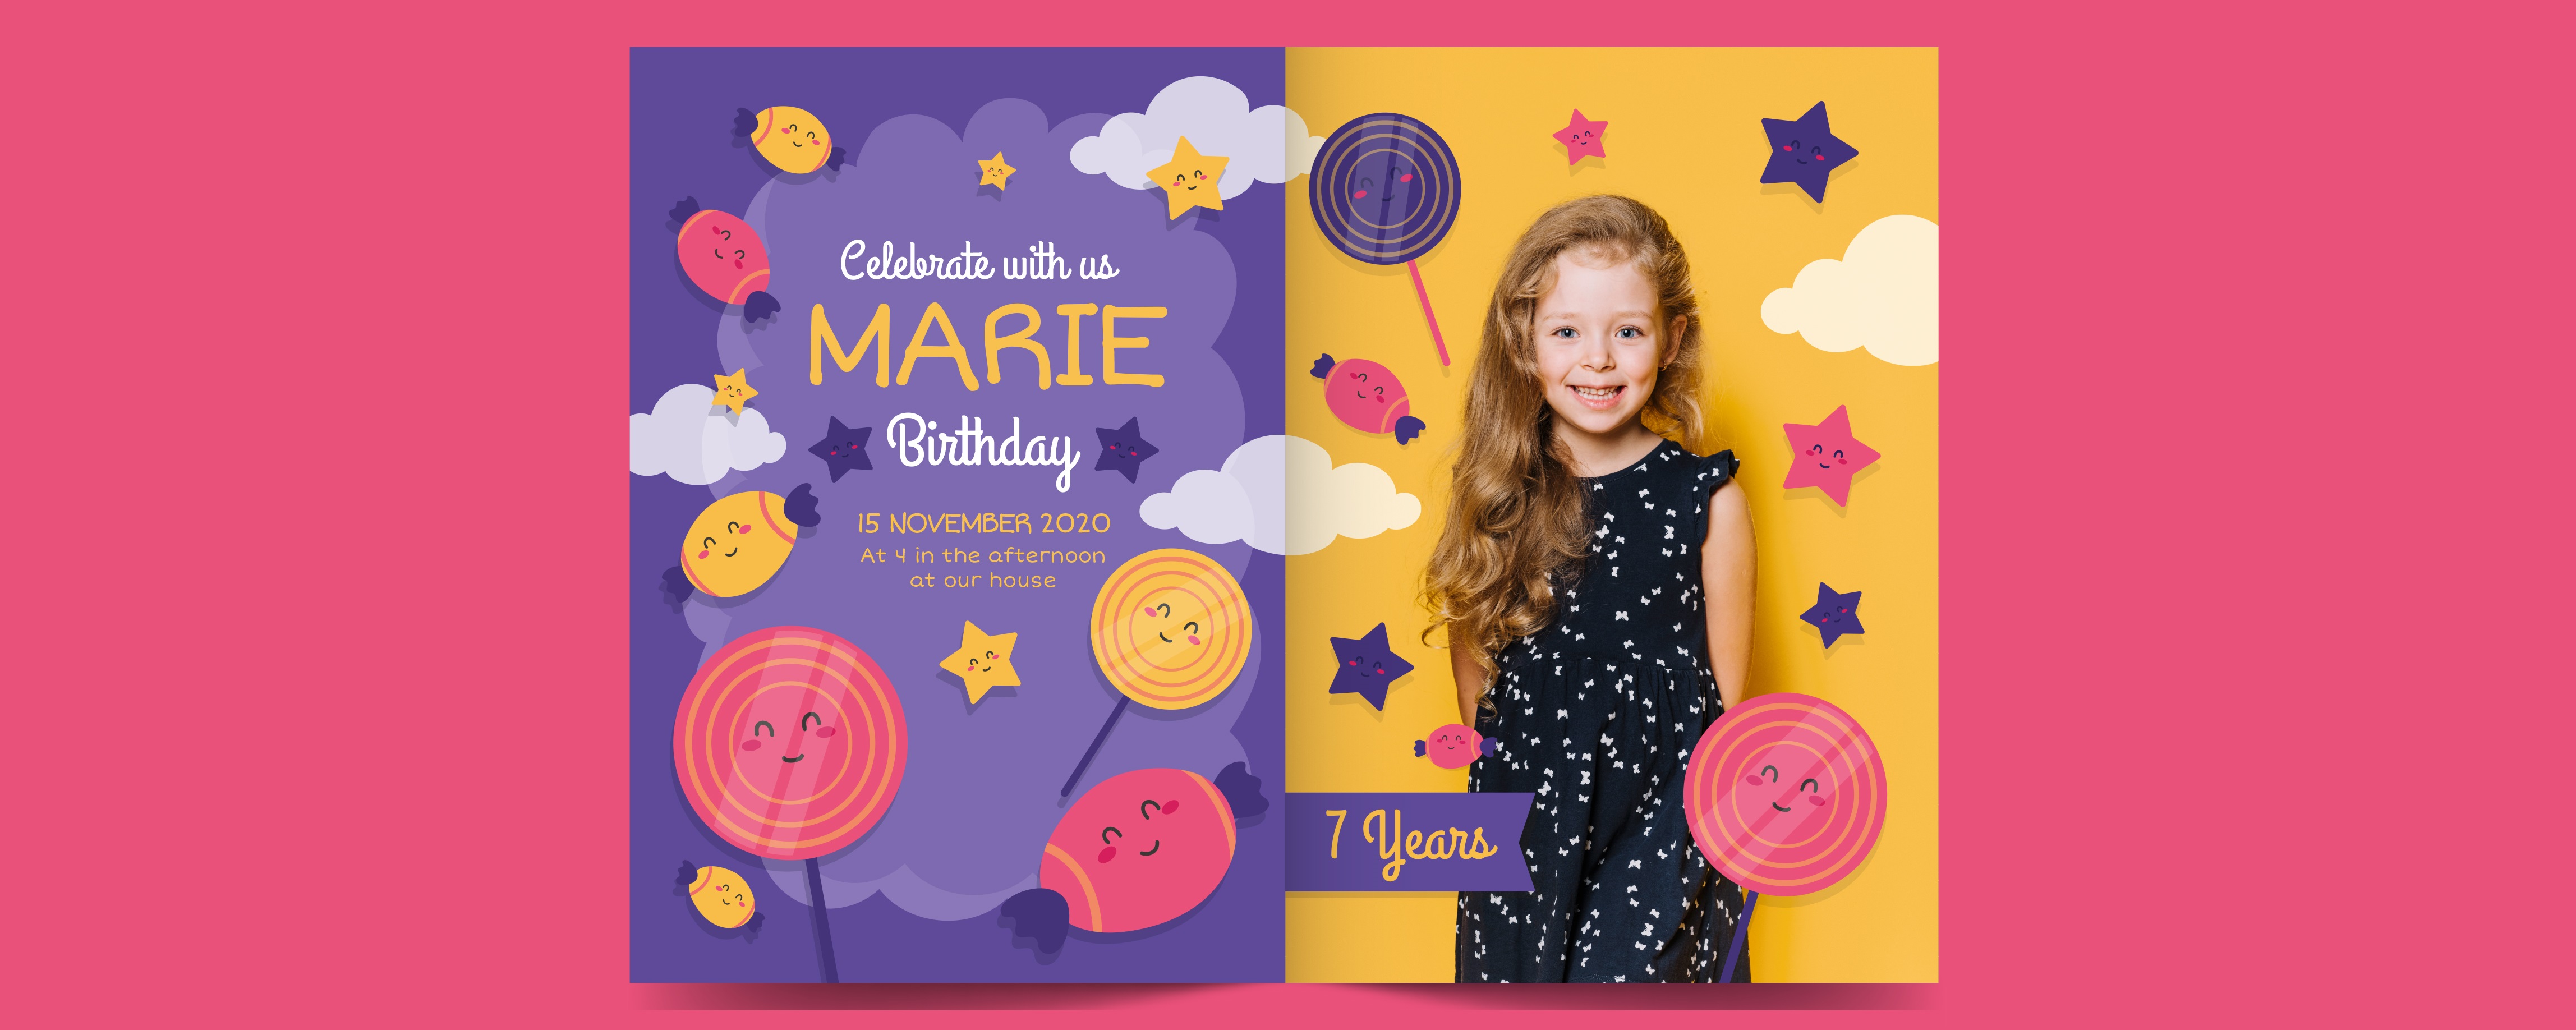 Celebrate with us
MARIE
Birthday
15 NOVEMBER 2020
At 4 in the afternoon
at our house
7 Years